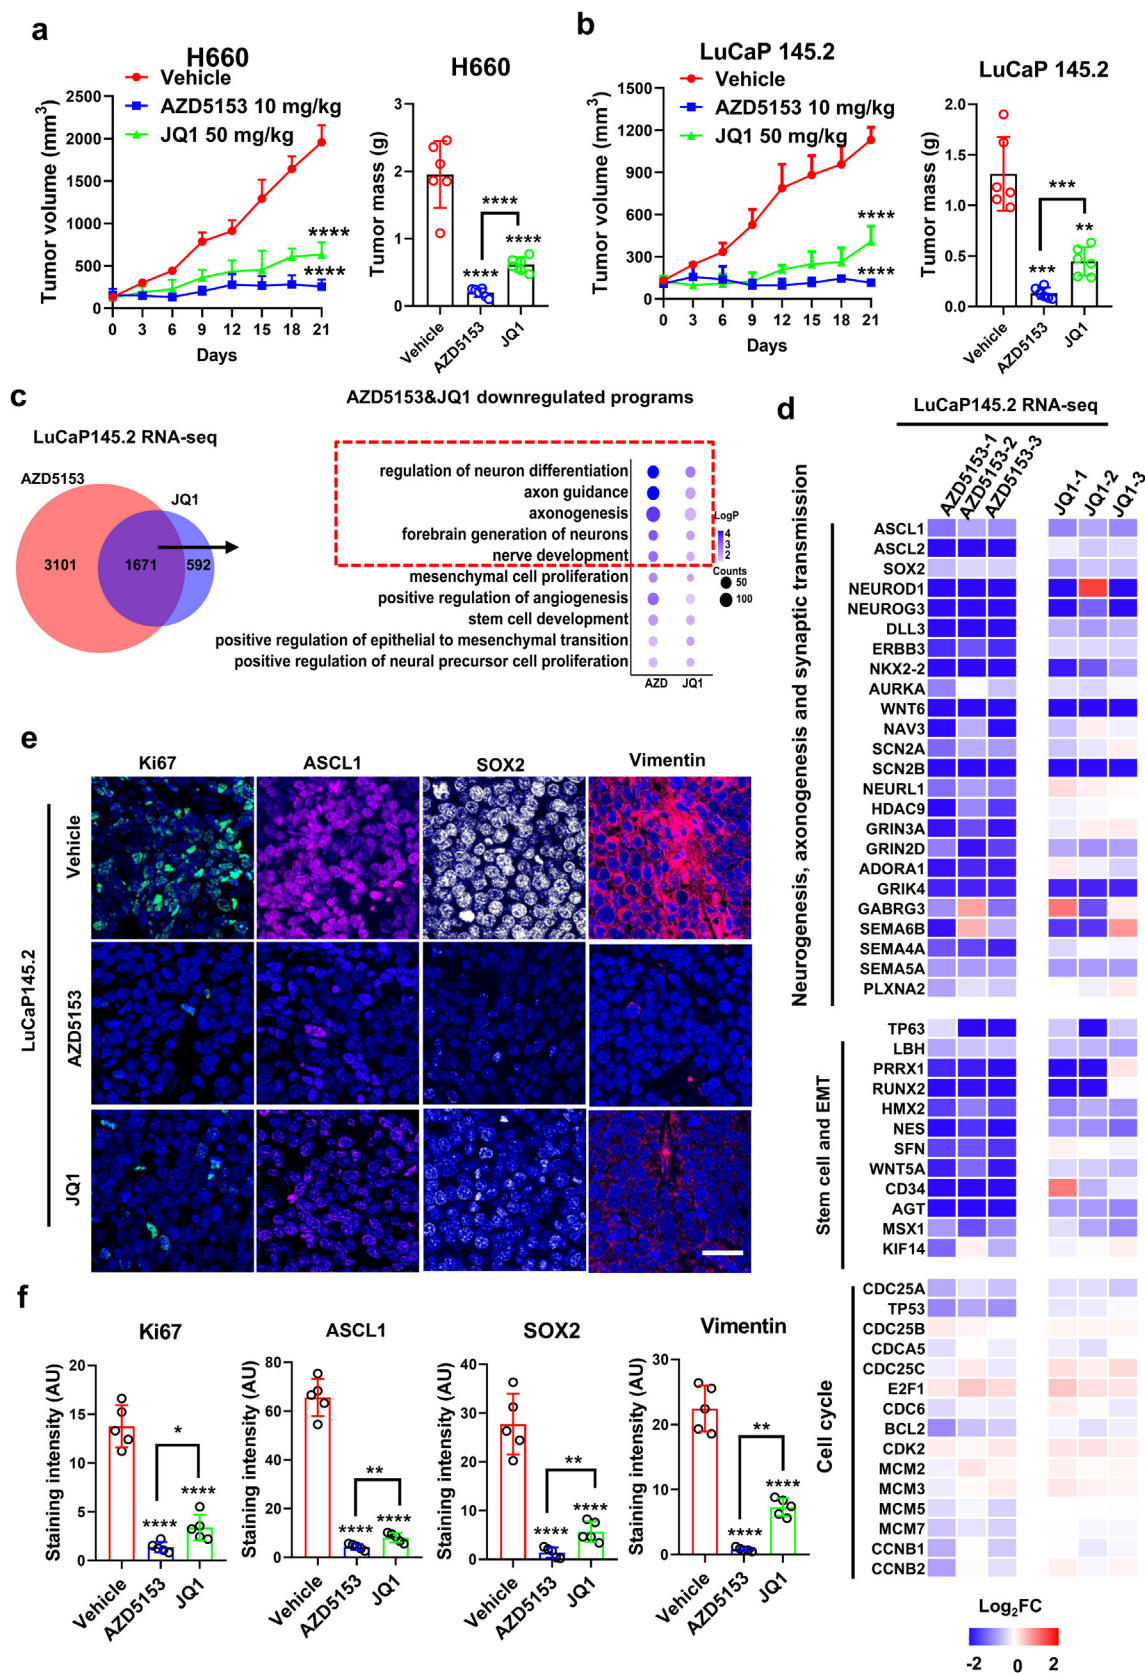 a
H660
Vehicle
AZD5153 10 mg/kg
JQ1 50 mg/kg
Tumor volume (mm3)
2500
2000
1500
1000
500
0
0 3 6 9 12 15 18 21
Days
****
****
H660
Tumor mass (g)
3
2
1
0
****
****
****
Vehicle
AZD5153
JQ1
b
LuCaP 145.2
Vehicle
AZD5153 10 mg/kg
JQ1 50 mg/kg
Tumor volume (mm3)
1500
1200
900
600
300
0
0 3 6 9 12 15 18 21
Days
****
****
LuCaP 145.2
Tumor mass (g)
2.0
1.5
1.0
0.5
0.0
***
**
***
Vehicle
AZD5153
JQ1
c
LuCaP145.2 RNA-seq
AZD5153
JQ1
3101
1671
592
AZD5153&JQ1 downregulated programs
regulation of neuron differentiation
axon guidance
axonogenesis
forebrain generation of neurons
nerve development
mesenchymal cell proliferation
positive regulation of angiogenesis
stem cell development
positive regulation of epithelial to mesenchymal transition
positive regulation of neural precursor cell proliferation
AZD JQ1
LogP
4
3
2
Counts
50
100
d
LuCaP145.2 RNA-seq
AZD5153-1
AZD5153-2
AZD5153-3
JQ1-1
JQ1-2
JQ1-3
Neurogenesis, axonogenesis and synaptic transmission
ASCL1
ASCL2
SOX2
NEUROD1
NEUROG3
DLL3
ERBB3
NKX2-2
AURKA
WNT6
NAV3
SCN2A
SCN2B
NEURL1
HDAC9
GRIN3A
GRIN2D
ADORA1
GRIK4
GABRG3
SEMA6B
SEMA4A
SEMA5A
PLXNA2
Stem cell and EMT
TP63
LBH
PRRX1
RUNX2
HMX2
NES
SFN
WNT5A
CD34
AGT
MSX1
KIF14
Cell cycle
CDC25A
TP53
CDC25B
CDCA5
CDC25C
E2F1
CDC6
BCL2
CDK2
MCM2
MCM3
MCM5
MCM7
CCNB1
CCNB2
Log2FC
-2 0 2
e
Ki67
ASCL1
SOX2
Vimentin
LuCaP145.2
Vehicle
AZD5153
JQ1
f
Ki67
Staining intensity (AU)
20
15
10
5
0
*
****
****
Vehicle
AZD5153
JQ1
ASCL1
Staining intensity (AU)
80
60
40
20
0
**
****
****
Vehicle
AZD5153
JQ1
SOX2
Staining intensity (AU)
40
30
20
10
0
**
****
****
Vehicle
AZD5153
JQ1
Vimentin
Staining intensity (AU)
30
20
10
0
**
****
****
Vehicle
AZD5153
JQ1